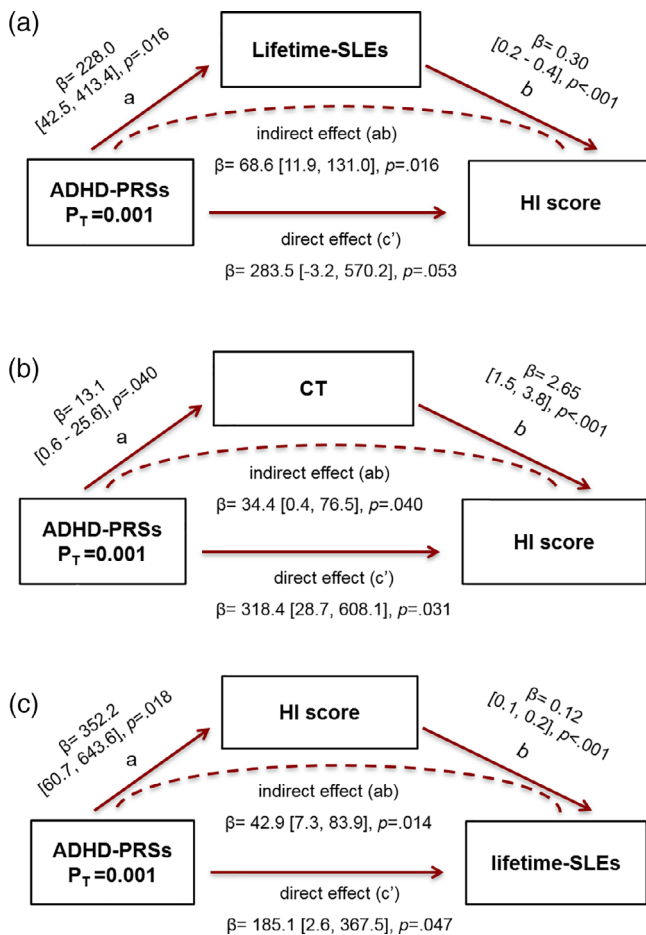 (a)
β= 228.0
[42.5, 413.4], p=.016
a
Lifetime-SLEs
β= 0.30
[0.2 - 0.4], p<.001
b
indirect effect (ab)
β= 68.6 [11.9, 131.0], p=.016
ADHD-PRSs
P_T =0.001
HI score
direct effect (c’)
β= 283.5 [-3.2, 570.2], p=.053
(b)
β= 13.1
[0.6 - 25.6], p=.040
a
CT
β= 2.65
[1.5, 3.8], p<.001
b
indirect effect (ab)
β= 34.4 [0.4, 76.5], p=.040
ADHD-PRSs
P_T =0.001
HI score
direct effect (c’)
β= 318.4 [28.7, 608.1], p=.031
(c)
β= 352.2
[60.7, 643.6], p=.018
a
HI score
β= 0.12
[0.1, 0.2], p<.001
b
indirect effect (ab)
β= 42.9 [7.3, 83.9], p=.014
ADHD-PRSs
P_T =0.001
lifetime-SLEs
direct effect (c’)
β= 185.1 [2.6, 367.5], p=.047